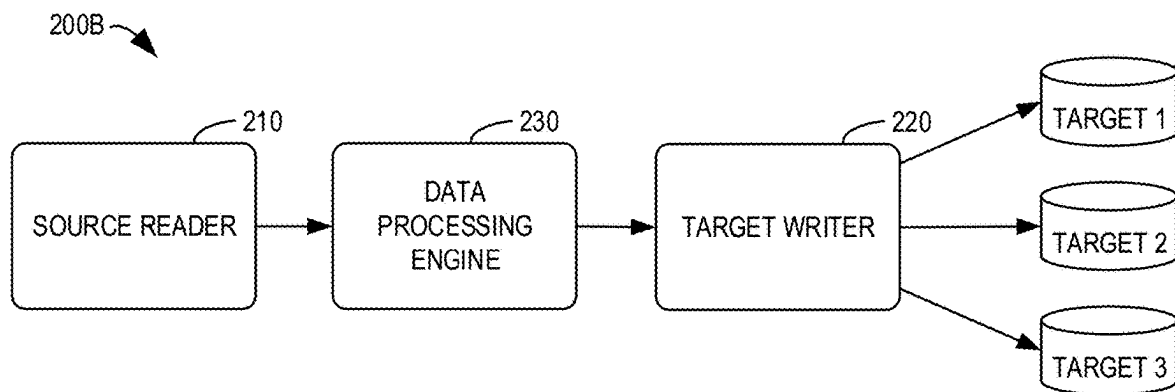 200B
210
230
220
SOURCE READER
DATA
PROCESSING
ENGINE
TARGET WRITER
TARGET 1
TARGET 2
TARGET 3